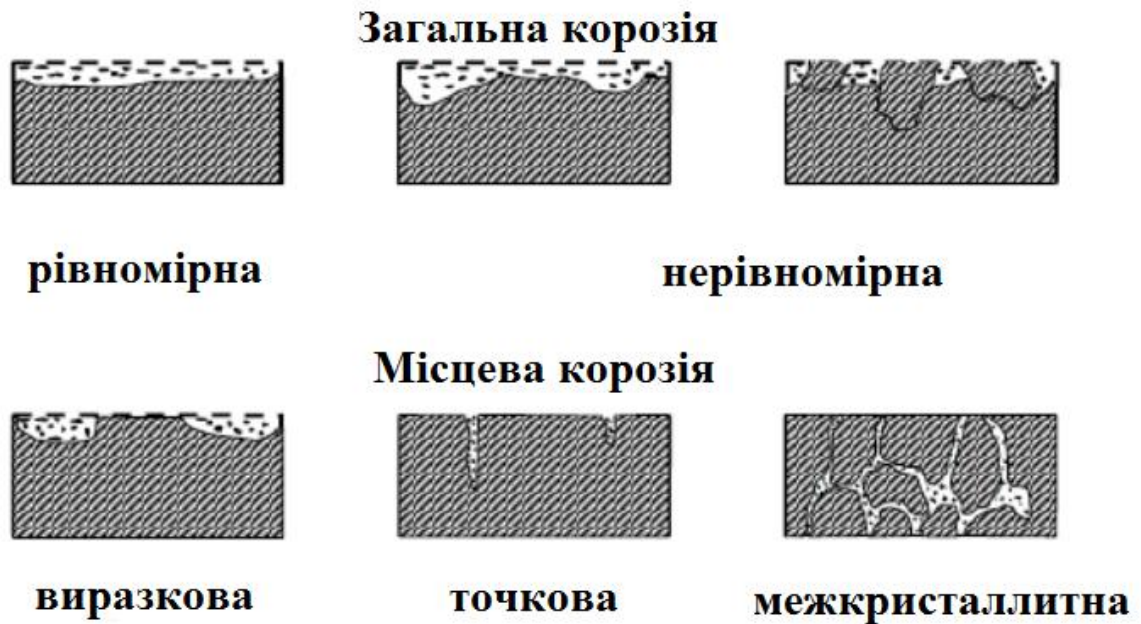 Загальна корозія
рівномірна
нерівномірна
Місцева корозія
виразкова
точкова
межкристаллитна